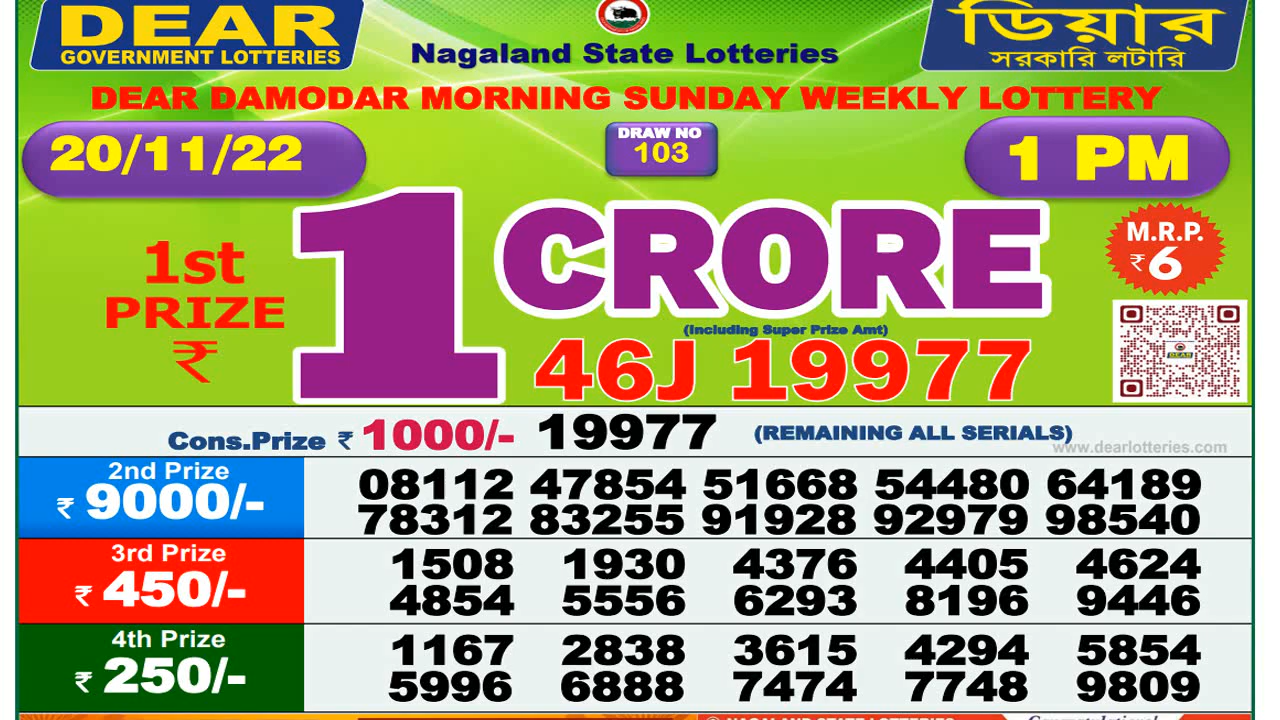 DEAR
GOVERNMENT LOTTERIES
Nagaland State Lotteries
ডিয়ার
সরকারি লটারি
DEAR DAMODAR MORNING SUNDAY WEEKLY LOTTERY
20/11/22
DRAW NO
103
1 PM
1st
PRIZE
₹
1 CRORE
(Including Super Prize Amt)
46J 19977
M.R.P.
₹ 6
DEAR
Cons.Prize ₹ 1000/- 19977 (REMAINING ALL SERIALS)
www.dearlotteries.com
2nd Prize
₹ 9000/-
08112 47854 51668 54480 64189
78312 83255 91928 92979 98540
3rd Prize
₹ 450/-
1508 1930 4376 4405 4624
4854 5556 6293 8196 9446
4th Prize
₹ 250/-
1167 2838 3615 4294 5854
5996 6888 7474 7748 9809
NAGALAND STATE LOTTERIES